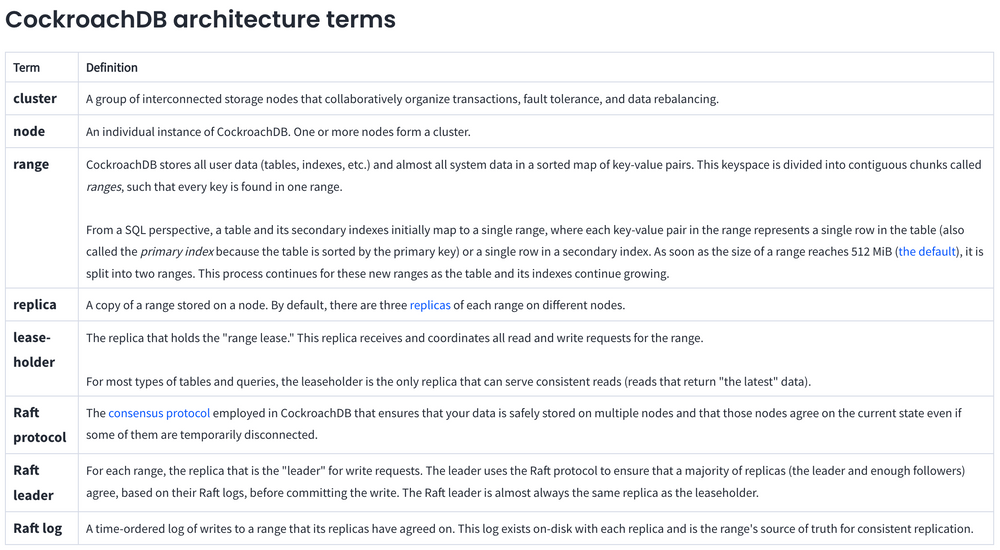 CockroachDB architecture terms
Term Definition
cluster A group of interconnected storage nodes that collaboratively organize transactions, fault tolerance, and data rebalancing.
node An individual instance of CockroachDB. One or more nodes form a cluster.
range CockroachDB stores all user data (tables, indexes, etc.) and almost all system data in a sorted map of key-value pairs. This keyspace is divided into contiguous chunks called
ranges, such that every key is found in one range.
From a SQL perspective, a table and its secondary indexes initially map to a single range, where each key-value pair in the range represents a single row in the table (also
called the primary index because the table is sorted by the primary key) or a single row in a secondary index. As soon as the size of a range reaches 512 MiB (the default), it is
split into two ranges. This process continues for these new ranges as the table and its indexes continue growing.
replica A copy of a range stored on a node. By default, there are three replicas of each range on different nodes.
lease-
holder
The replica that holds the "range lease." This replica receives and coordinates all read and write requests for the range.
For most types of tables and queries, the leaseholder is the only replica that can serve consistent reads (reads that return "the latest" data).
Raft
protocol
The consensus protocol employed in CockroachDB that ensures that your data is safely stored on multiple nodes and that those nodes agree on the current state even if
some of them are temporarily disconnected.
Raft
leader
For each range, the replica that is the "leader" for write requests. The leader uses the Raft protocol to ensure that a majority of replicas (the leader and enough followers)
agree, based on their Raft logs, before committing the write. The Raft leader is almost always the same replica as the leaseholder.
Raft log A time-ordered log of writes to a range that its replicas have agreed on. This log exists on-disk with each replica and is the range's source of truth for consistent replication.